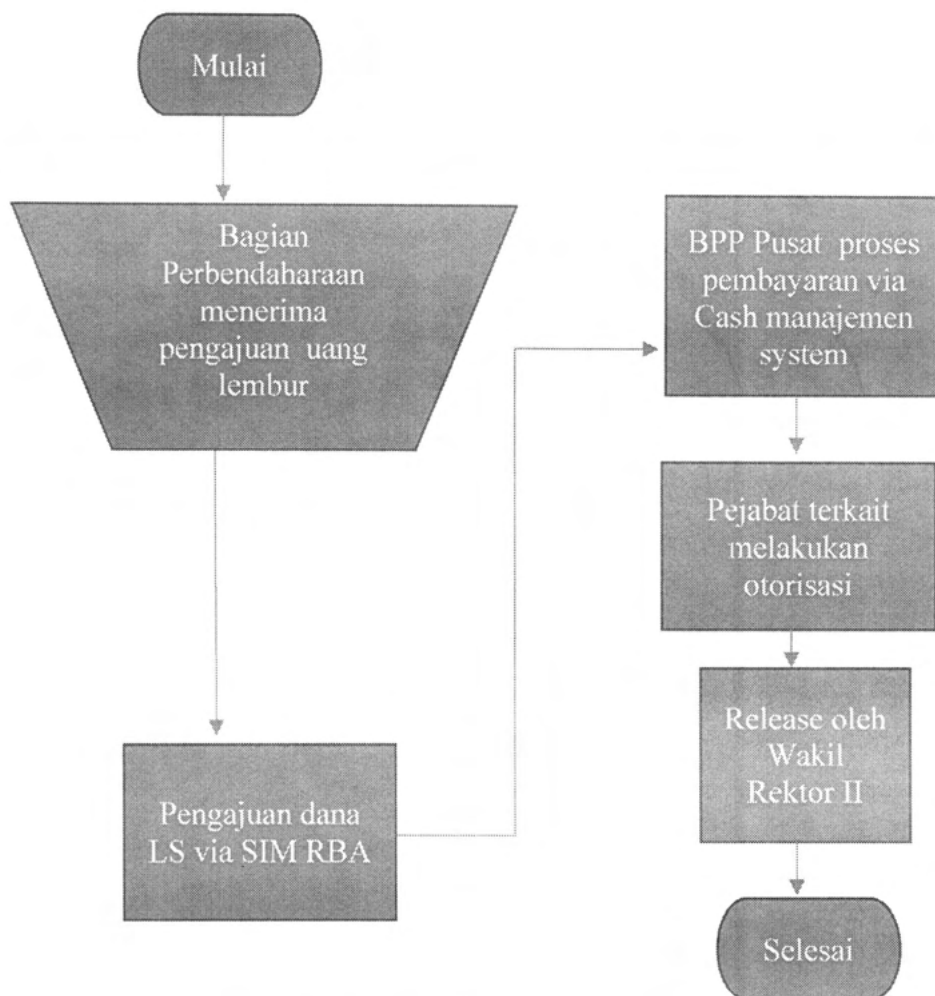 Mulai
Bagian
Perbendaharaan
menerima
pengajuan uang
lembur
Pengajuan dana
LS via SIM RBA
BPP Pusat proses
pembayaran via
Cash manajemen
system
Pejabat terkait
melakukan
otorisasi
Release oleh
Wakil
Rektor II
Selesai